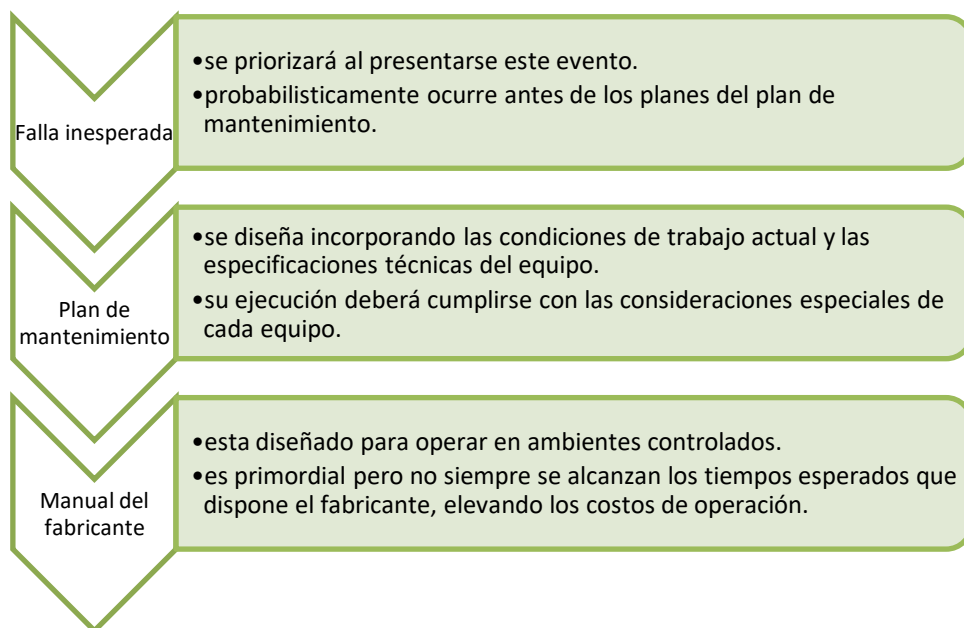 Falla inesperada
•se priorizará al presentarse este evento.
•probabilisticamente ocurre antes de los planes del plan de
mantenimiento.
Plan de
mantenimiento
•se diseña incorporando las condiciones de trabajo actual y las
especificaciones técnicas del equipo.
•su ejecución deberá cumplirse con las consideraciones especiales de
cada equipo.
Manual del
fabricante
•esta diseñado para operar en ambientes controlados.
•es primordial pero no siempre se alcanzan los tiempos esperados que
dispone el fabricante, elevando los costos de operación.